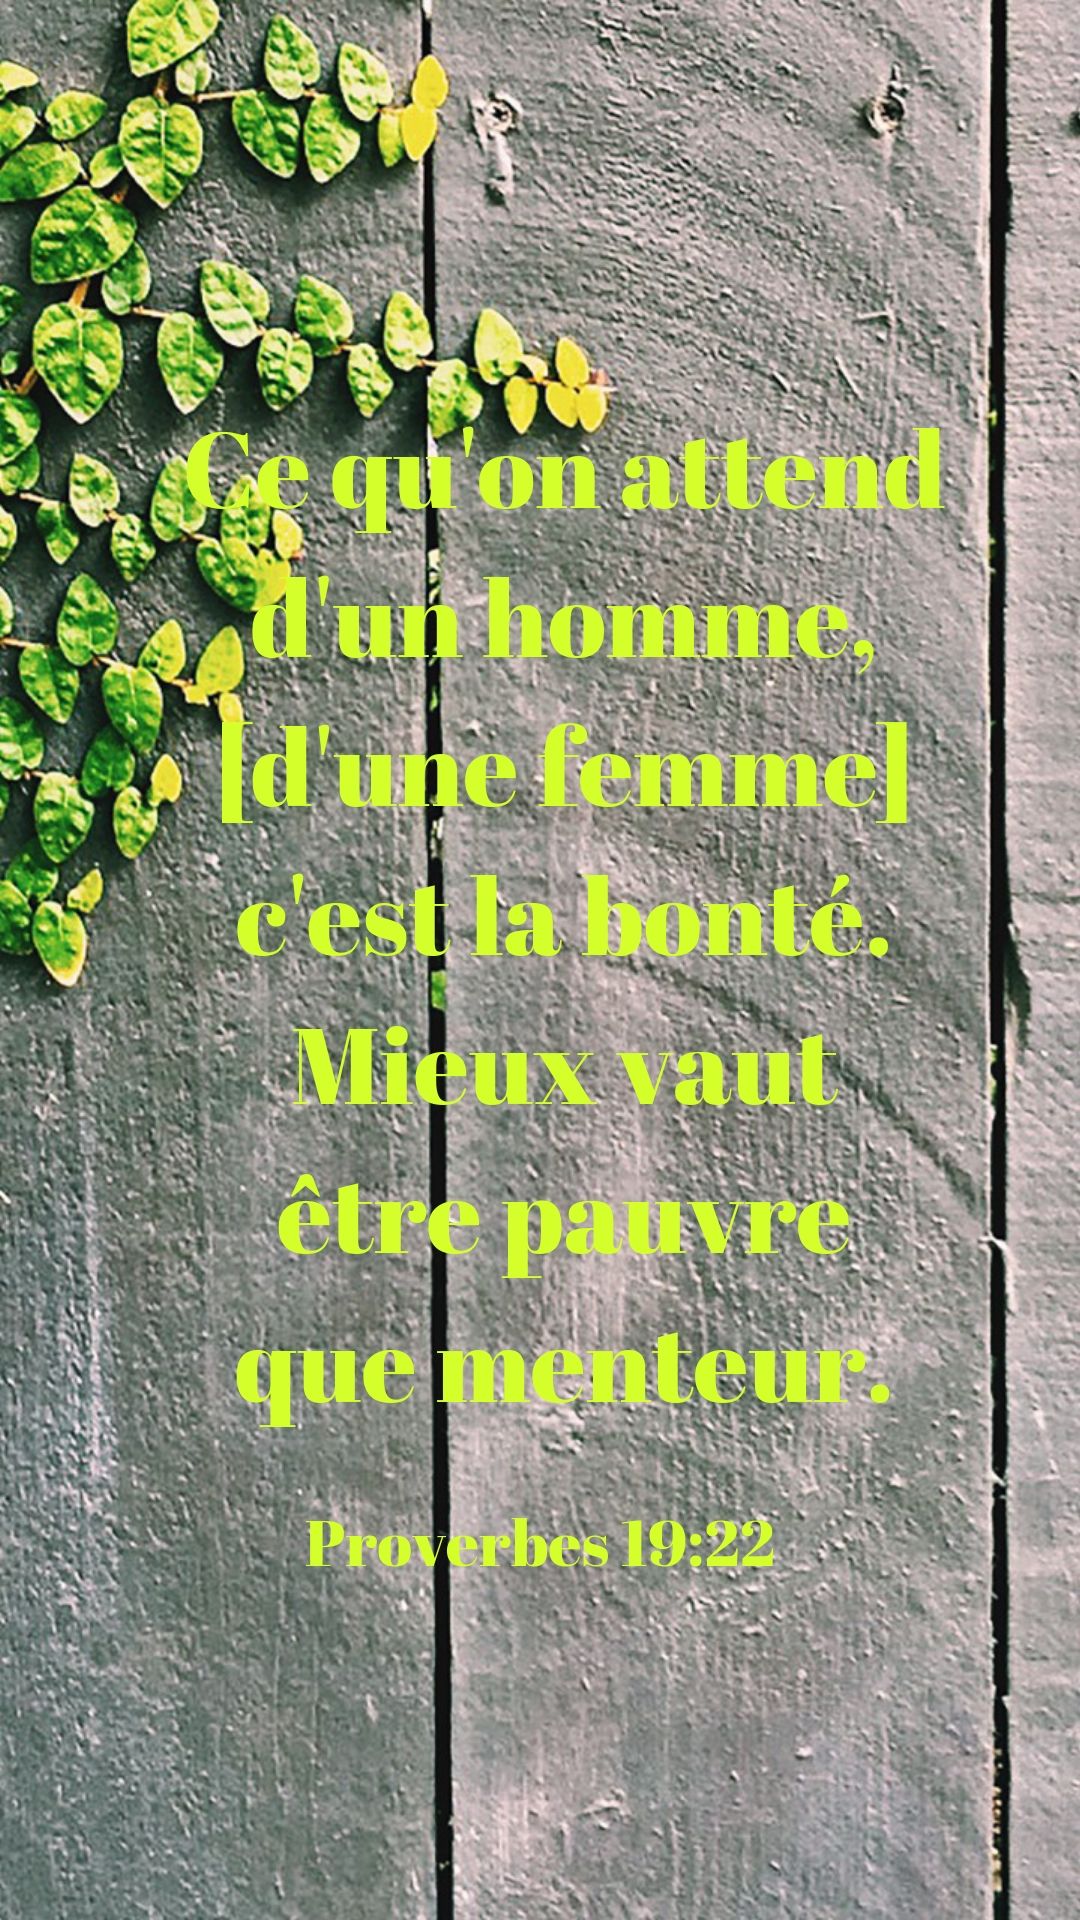 Ce qu'on attend
d'un homme,
[d'une femme]
c'est la bonté.
Mieux vaut
être pauvre
que menteur.
Proverbes 19:22